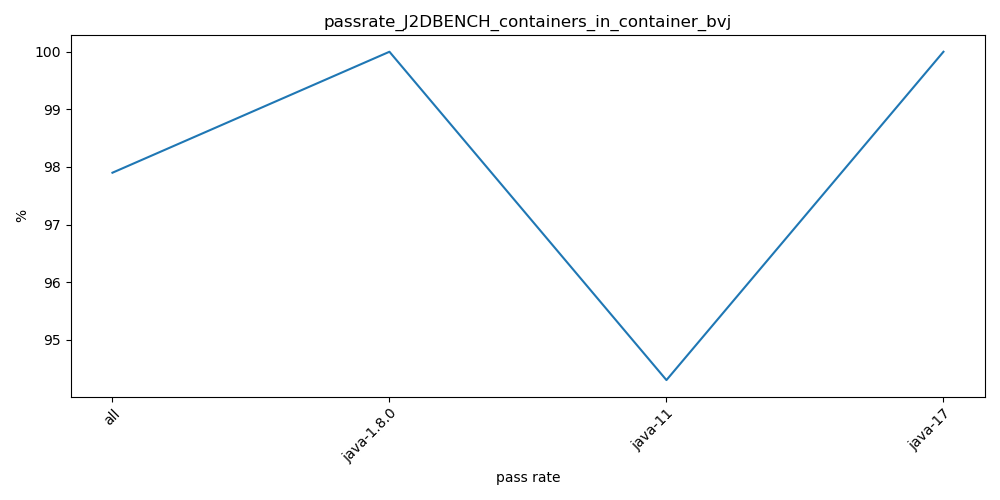 passrate_J2DBENCH_containers_in_container_bvj
100
99
98
97
96
95
%
all
java-1.8.0
java-11
java-17
pass rate